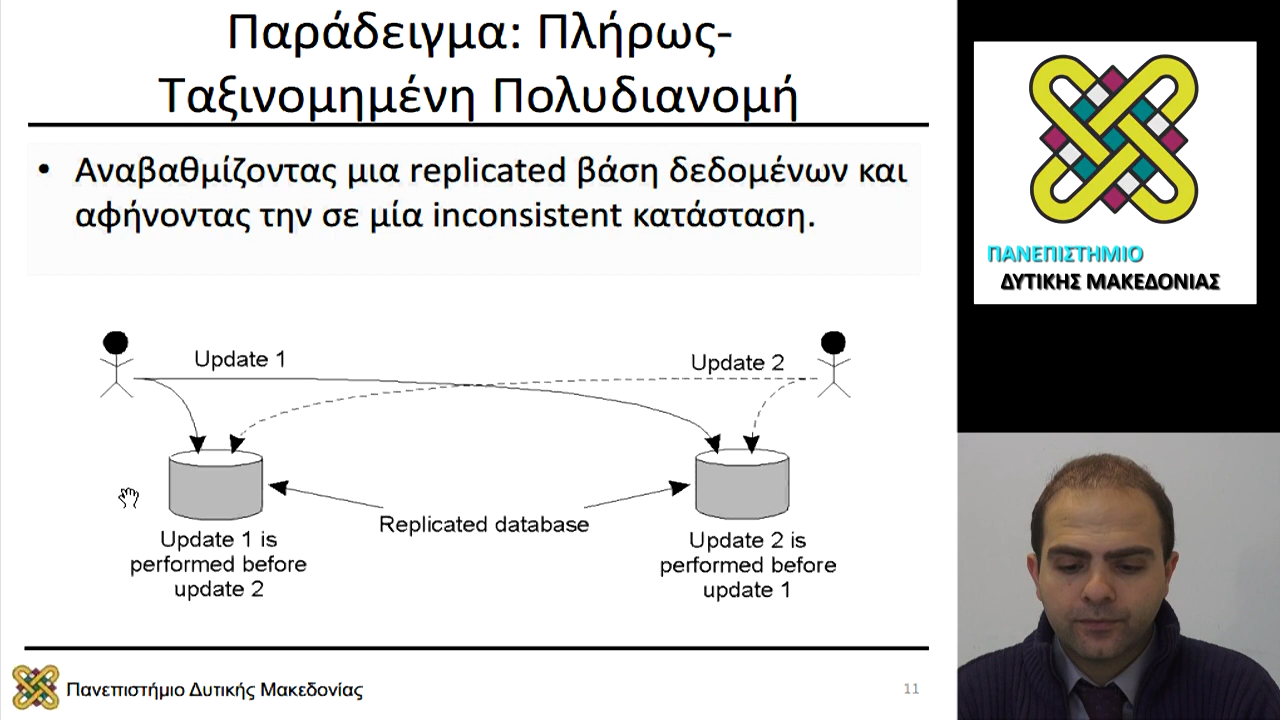 Παράδειγμα: Πλήρως-
Ταξινομημένη Πολυδιανομή
• Αναβαθμίζοντας μια replicated βάση δεδομένων και
αφήνοντας την σε μία inconsistent κατάσταση.
Update 1
Update 2
Replicated database
Update 1 is
performed before
update 2
Update 2 is
performed before
update 1
Πανεπιστήμιο Δυτικής Μακεδονίας
11
ΠΑΝΕΠΙΣΤΗΜΙΟ
ΔΥΤΙΚΗΣ ΜΑΚΕΔΟΝΙΑΣ